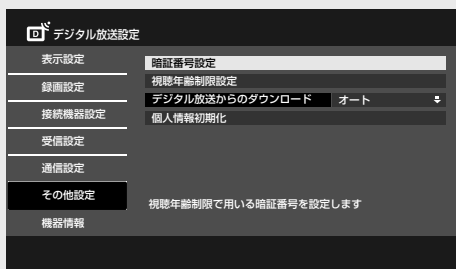 D デジタル放送設定
表示設定
録画設定
接続機器設定
受信設定
通信設定
その他設定
機器情報
暗証番号設定
視聴年齢制限設定
デジタル放送からのダウンロード オート
個人情報初期化
視聴年齢制限で用いる暗証番号を設定します